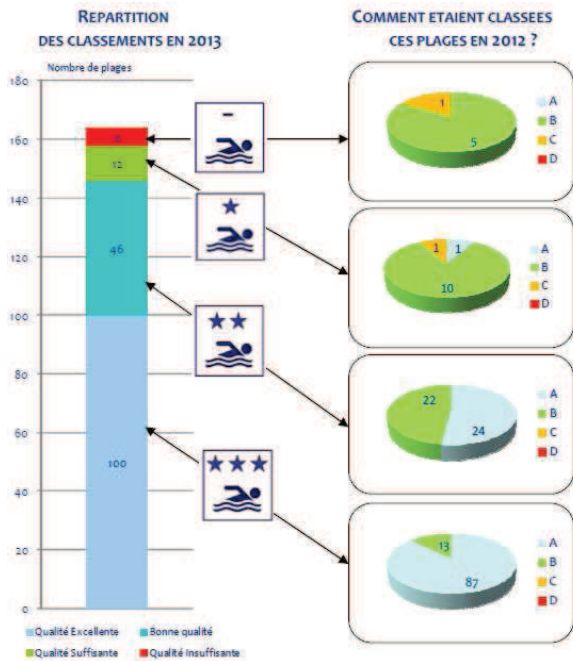 REPARTITION
DES CLASSEMENTS EN 2013
COMMENT ETAIENT CLASSEES
CES PLAGES EN 2012 ?
Nombre de plages
180
160
140
120
100
80
60
40
20
0
6
12
46
100
1
5
A
B
C
D
1
1
10
A
B
C
D
22
24
A
B
C
D
13
87
A
B
C
D
Qualité Excellente
Bonne qualité
Qualité Suffisante
Qualité Insuffisante